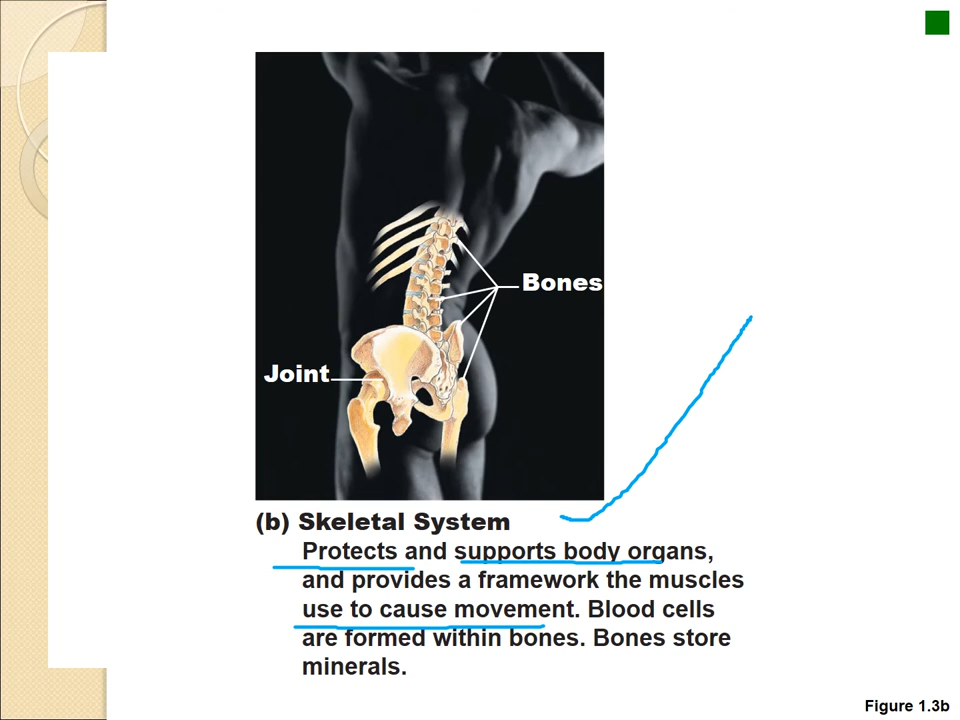 Bones
Joint
(b) Skeletal System
Protects and supports body organs,
and provides a framework the muscles
use to cause movement. Blood cells
are formed within bones. Bones store
minerals.
Figure 1.3b